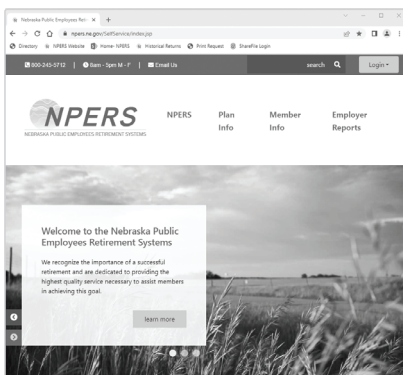 Nebraska Public Employees Reti
npers.ne.gov/SelfService/index.jsp
Directory NPERS Website Home- NPERS Historical Returns Print Request ShareFile Login
800-245-5712 | 8am - 5pm M - F | Email Us search Login
NPERS
NEBRASKA PUBLIC EMPLOYEES RETIREMENT SYSTEMS
NPERS Plan Info Member Info Employer Reports
Welcome to the Nebraska Public
Employees Retirement Systems
We recognize the importance of a successful
retirement and are dedicated to providing the
highest quality service necessary to assist members
in achieving this goal.
learn more